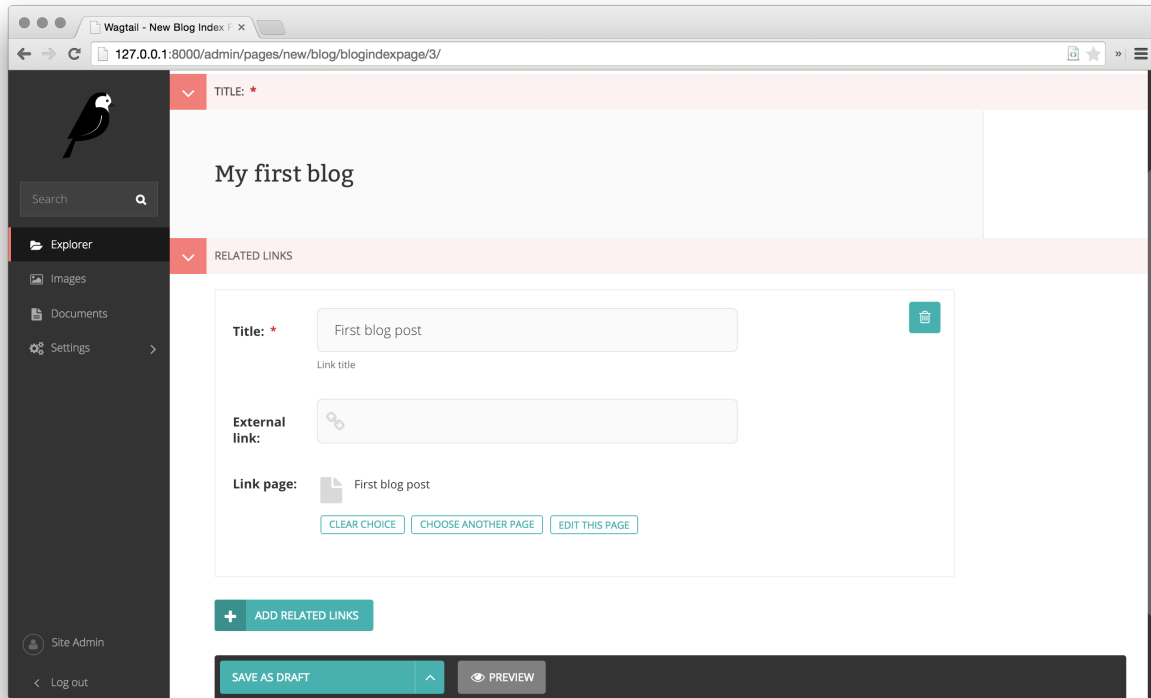 Wagtail - New Blog Index P
127.0.0.1:8000/admin/pages/new/blog/blogindexpage/3/
»
Search
Explorer
Images
Documents
Settings
Site Admin
Log out
TITLE: *
My first blog
RELATED LINKS
Title: *
First blog post
Link title
External
link:
Link page:
First blog post
CLEAR CHOICE
CHOOSE ANOTHER PAGE
EDIT THIS PAGE
ADD RELATED LINKS
SAVE AS DRAFT
PREVIEW